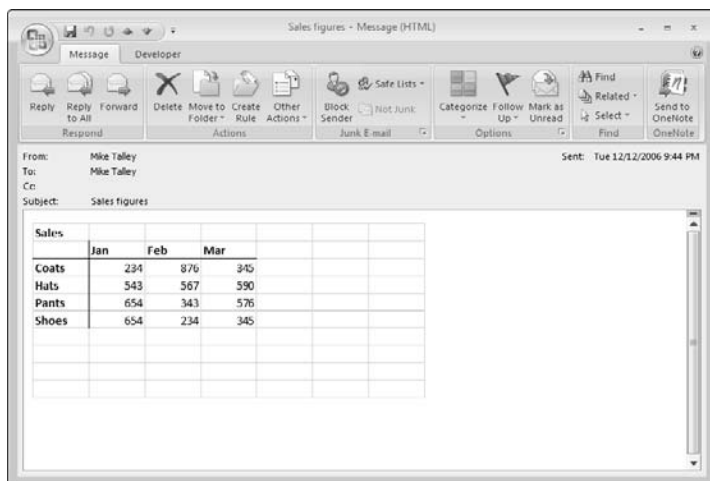 Sales figures - Message (HTML)
Message Developer
Reply Reply to All Forward Delete Move to Folder Create Rule Other Actions Block Sender Safe Lists Not Junk Categorize Follow Up Mark as Unread Find Related Select Send to OneNote
Respond Actions Junk E-mail Options Find OneNote
From: Mike Talley Sent: Tue 12/12/2006 9:44 PM
To: Mike Talley
Cc:
Subject: Sales figures
Sales
Jan Feb Mar
Coats 234 876 345
Hats 543 567 590
Pants 654 343 576
Shoes 654 234 345